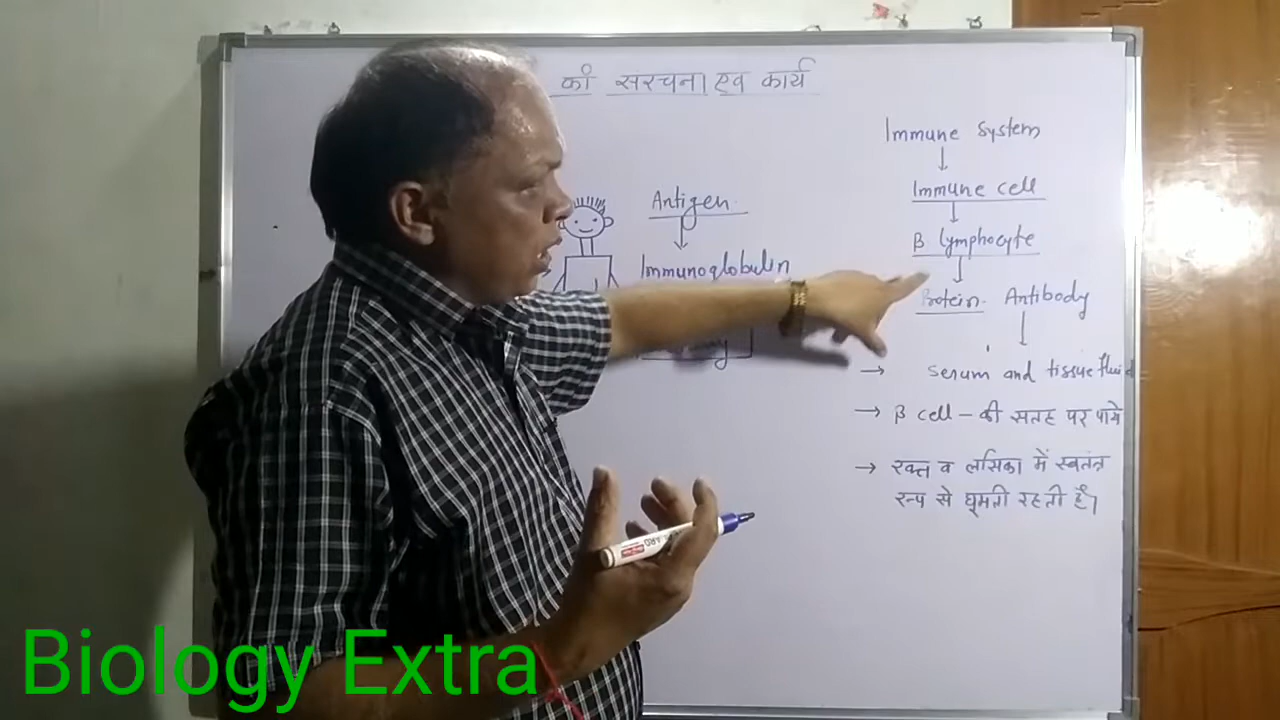 की संरचना एवं कार्य
Antigen.
Immunoglobulin
Immune System
Immune cell
B lymphocyte
Protein - Antibody
→ Serum and tissue fluid
→ B cell – की सतह पर पाये
→ रक्त व लसिका में स्वतंत्र
रूप से घूमती रहती हैं।
Biology Extra